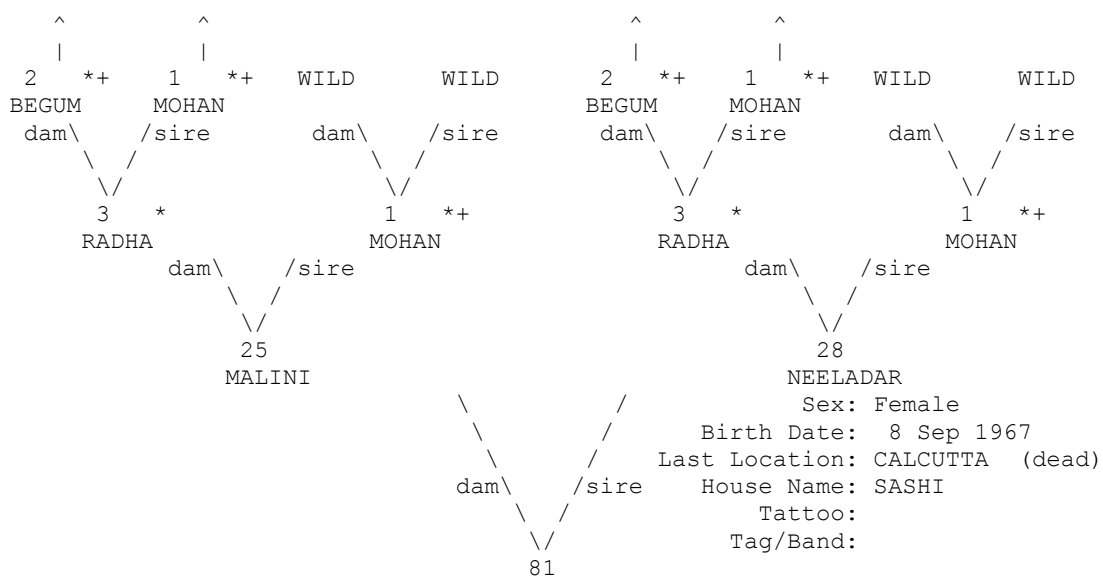 ^ ^ ^ ^
| | | |
2 *+ 1 *+ WILD WILD 2 *+ 1 *+ WILD WILD
BEGUM MOHAN BEGUM MOHAN
dam\ /sire dam\ /sire dam\ /sire dam\ /sire
\ / \ / \ / \ /
\/ \/ \/ \/
3 * 1 *+ 3 * 1 *+
RADHA MOHAN RADHA MOHAN
dam\ /sire dam\ /sire
\ / \ /
\/ \/
25 28
MALINI NEELADAR
\ / Sex: Female
\ / Birth Date: 8 Sep 1967
\ / Last Location: CALCUTTA (dead)
dam\ /sire House Name: SASHI
\ / Tattoo:
\/ Tag/Band:
81